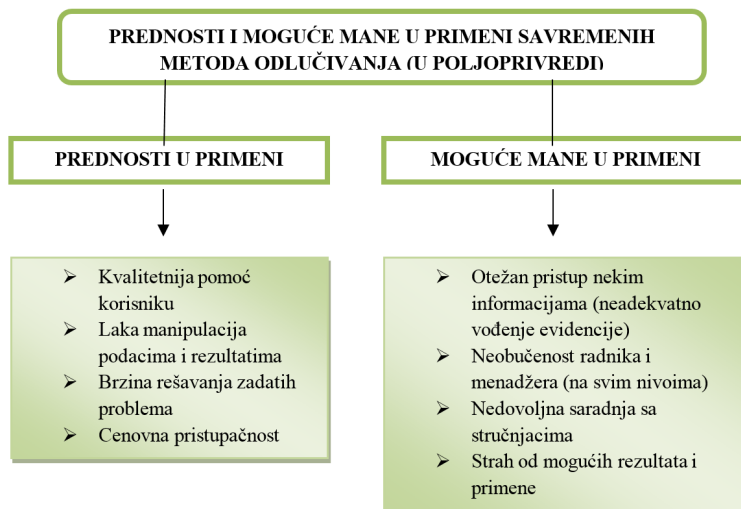 PREDNOSTI I MOGUĆE MANE U PRIMENI SAVREMENIH
METODA ODLUČIVANJA (U POLJOPRIVREDI)
PREDNOSTI U PRIMENI
MOGUĆE MANE U PRIMENI
➢ Kvalitetnija pomoć
korisniku
➢ Laka manipulacija
podacima i rezultatima
➢ Brzina rešavanja zadatih
problema
➢ Cenovna pristupačnost
➢ Otežan pristup nekim
informacijama (neadekvatno
vođenje evidencije)
➢ Neobučenost radnika i
menadžera (na svim nivoima)
➢ Nedovoljna saradnja sa
stručnjacima
➢ Strah od mogućih rezultata i
primene